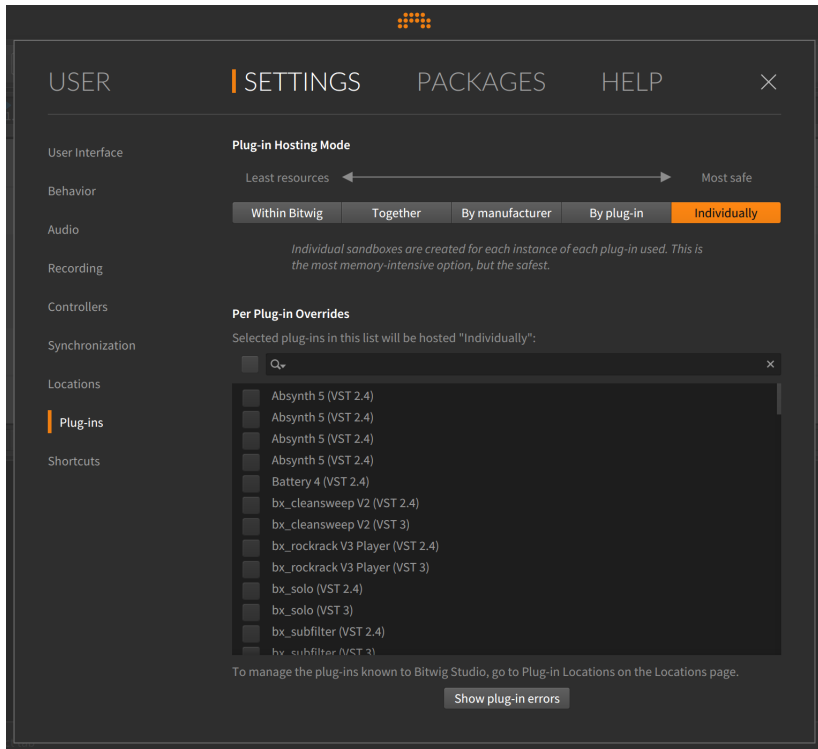 USER
SETTINGS
PACKAGES
HELP
User Interface
Behavior
Audio
Recording
Controllers
Synchronization
Locations
Plug-ins
Shortcuts
Plug-in Hosting Mode
Least resources
Most safe
Within Bitwig
Together
By manufacturer
By plug-in
Individually
Individual sandboxes are created for each instance of each plug-in used. This is
the most memory-intensive option, but the safest.
Per Plug-in Overrides
Selected plug-ins in this list will be hosted "Individually":
Absynth 5 (VST 2.4)
Absynth 5 (VST 2.4)
Absynth 5 (VST 2.4)
Absynth 5 (VST 2.4)
Battery 4 (VST 2.4)
bx_cleansweep V2 (VST 2.4)
bx_cleansweep V2 (VST 3)
bx_rockrack V3 Player (VST 2.4)
bx_rockrack V3 Player (VST 3)
bx_solo (VST 2.4)
bx_solo (VST 3)
bx_subfilter (VST 2.4)
bx_subfilter (VST 3)
To manage the plug-ins known to Bitwig Studio, go to Plug-in Locations on the Locations page.
Show plug-in errors